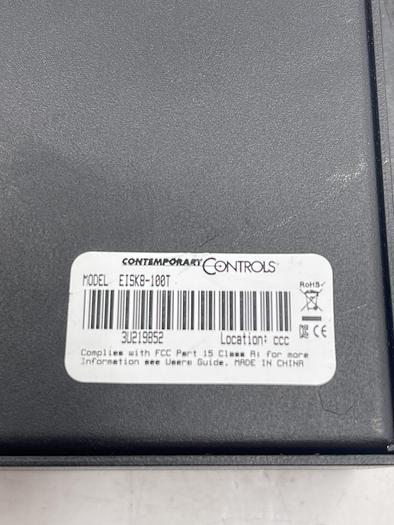 CONTEMPORARY CONTROLS
RoHS✓
MODEL EISK8-100T
3U219852 Location: ccc
CE
Complies with FCC Part 15 Class A; for more
Information see Users Guide. MADE IN CHINA